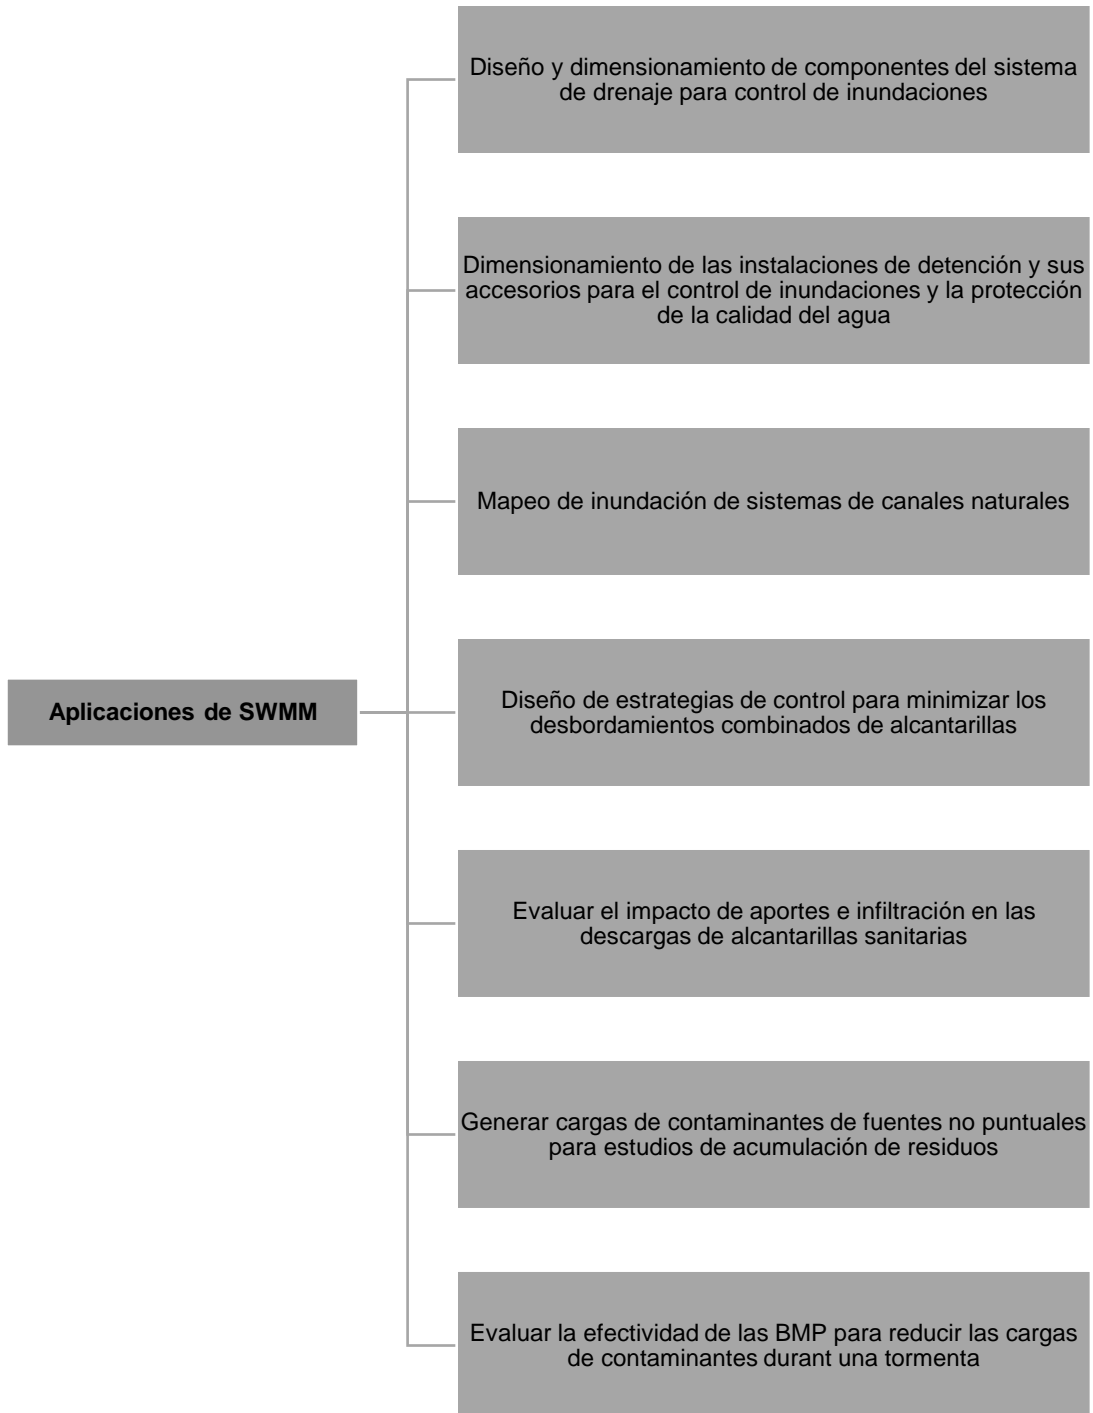 Diseño y dimensionamiento de componentes del sistema
de drenaje para control de inundaciones
Dimensionamiento de las instalaciones de detención y sus
accesorios para el control de inundaciones y la protección
de la calidad del agua
Mapeo de inundación de sistemas de canales naturales
Aplicaciones de SWMM
Diseño de estrategias de control para minimizar los
desbordamientos combinados de alcantarillas
Evaluar el impacto de aportes e infiltración en las
descargas de alcantarillas sanitarias
Generar cargas de contaminantes de fuentes no puntuales
para estudios de acumulación de residuos
Evaluar la efectividad de las BMP para reducir las cargas
de contaminantes durant una tormenta